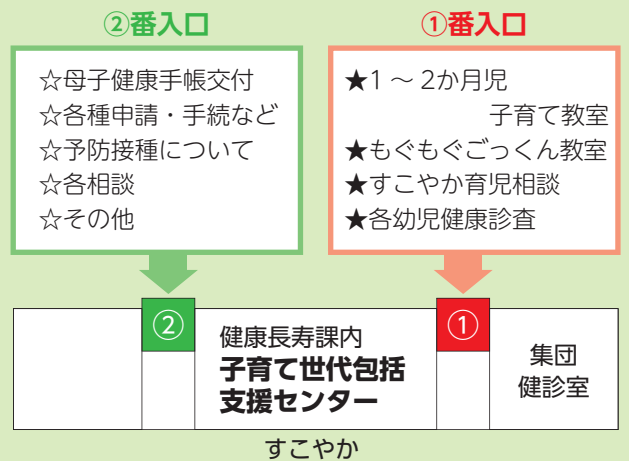 ②番入口
☆母子健康手帳交付
☆各種申請・手続など
☆予防接種について
☆各相談
☆その他
①番入口
★1 ～ 2か月児
子育て教室
★もぐもぐごっくん教室
★すこやか育児相談
★各幼児健康診査
②
健康長寿課内
子育て世代包括
支援センター
①
集団
健診室
すこやか